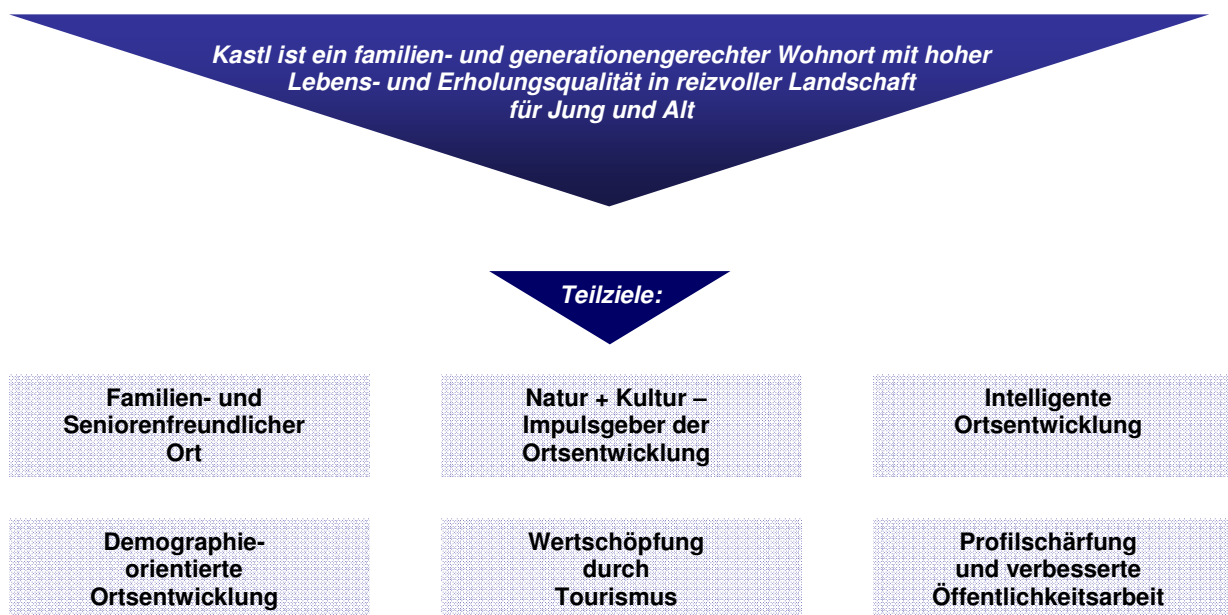 Kastl ist ein familien- und generationengerechter Wohnort mit hoher
Lebens- und Erholungsqualität in reizvoller Landschaft
für Jung und Alt
Teilziele:
Familien- und
Seniorenfreundlicher
Ort
Natur + Kultur –
Impulsgeber der
Ortsentwicklung
Intelligente
Ortsentwicklung
Demographie-
orientierte
Ortsentwicklung
Wertschöpfung
durch
Tourismus
Profilschärfung
und verbesserte
Öffentlichkeitsarbeit